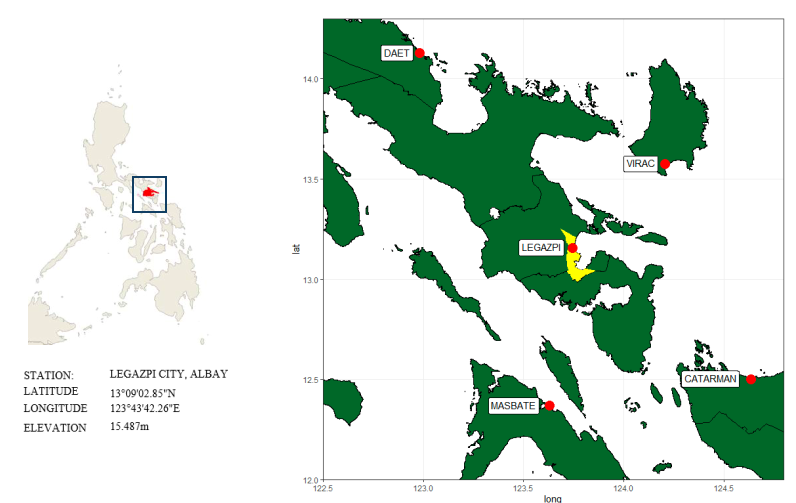 STATION: LEGAZPI CITY, ALBAY
LATITUDE 13°09'02.85"N
LONGITUDE 123°43'42.26"E
ELEVATION 15.487m
DAET
VIRAC
LEGAZPI
CATARMAN
MASBATE
lat
14.0
13.5
13.0
12.5
12.0
122.5 123.0 123.5 124.0 124.5
long